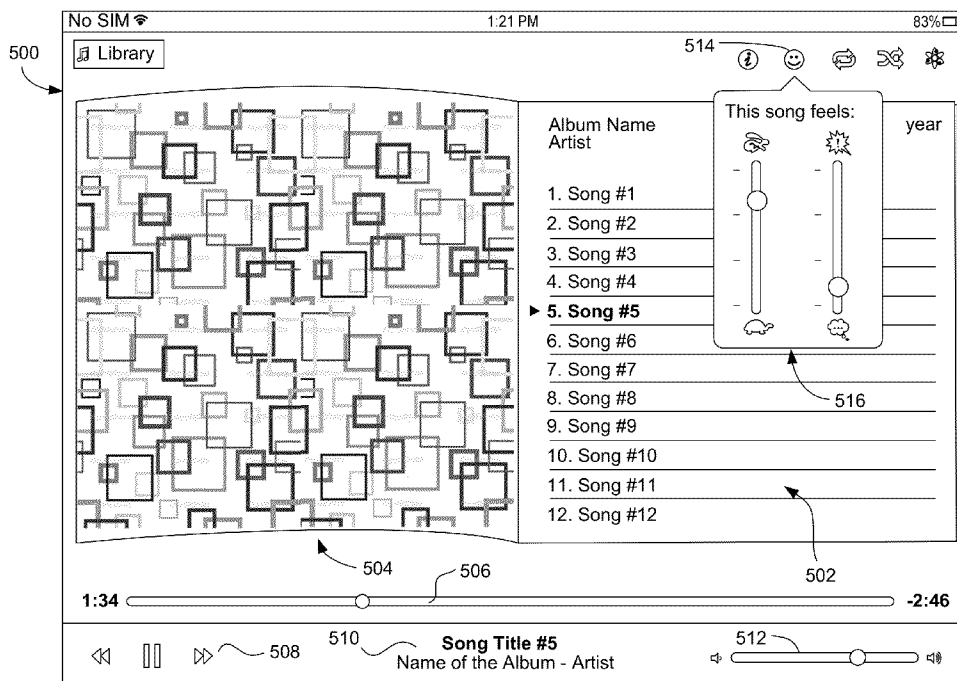 No SIM
1:21 PM
83%
500
Library
514
This song feels:
Album Name
year
Artist
1. Song #1
2. Song #2
3. Song #3
4. Song #4
5. Song #5
6. Song #6
7. Song #7
516
8. Song #8
9. Song #9
10. Song #10
11. Song #11
12. Song #12
504
506
502
1:34
-2:46
508
510
Song Title #5
Name of the Album - Artist
512